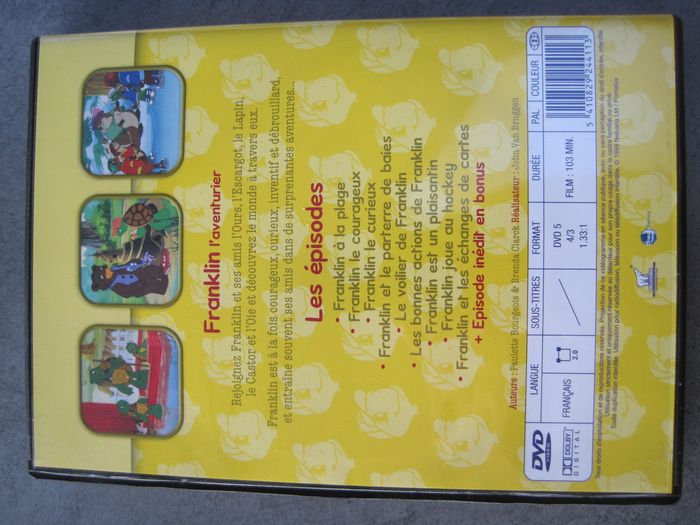 Franklin l'aventurier
Rejoignez Franklin et ses amis l'Ours, l'Escargot, le Lapin,
le Castor et l'Oie et découvrez le monde à travers eux.
Franklin est à la fois courageux, curieux, inventif et débrouillard,
et entraîne souvent ses amis dans de surprenantes aventures...
Les épisodes
• Franklin à la plage
• Franklin le courageux
• Franklin le curieux
• Franklin et le parterre de baies
• Le voilier de Franklin
• Les bonnes actions de Franklin
• Franklin est un plaisantin
• Franklin joue au hockey
• Franklin et les échanges de cartes
+ Episode inédit en bonus
Auteurs : Paulette Bourgeois & Brenda Clarck Réalisateur : John Van Bruggen
DVD
VIDEO
LANGUE
SOUS-TITRES
FORMAT
DURÉE
PAL
COULEUR
2
DOLBY
DIGITAL
FRANÇAIS
2.0
DVD 5
4/3
1.33:1
FILM : 103 MIN.
5 410829 244113